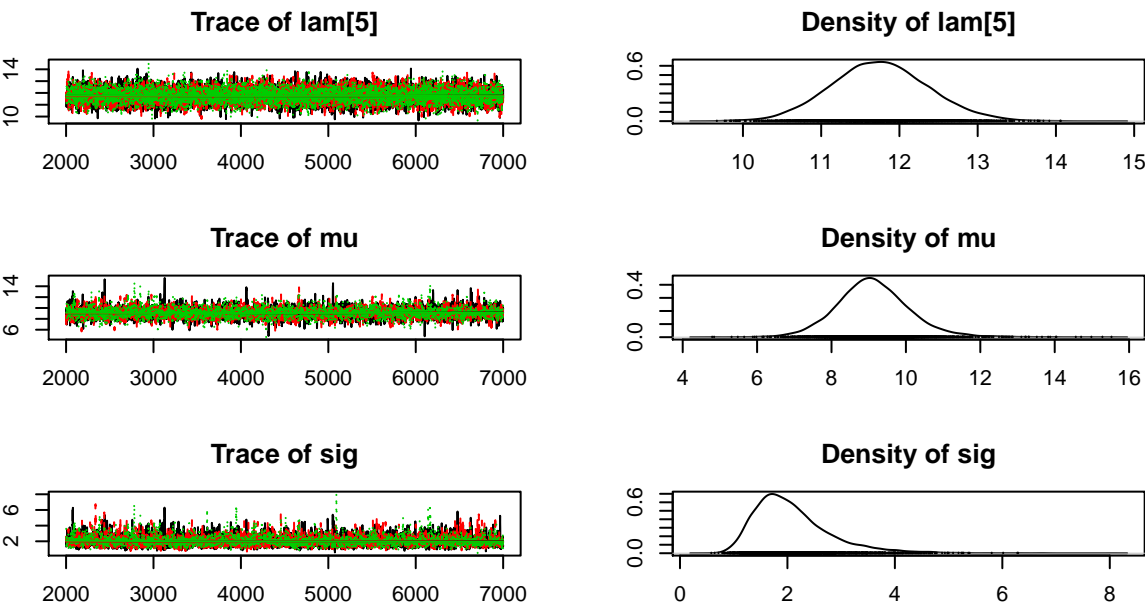 Trace of lam[5]
10 14
2000 3000 4000 5000 6000 7000
Density of lam[5]
0.0 0.6
10 11 12 13 14 15
Trace of mu
6 14
2000 3000 4000 5000 6000 7000
Density of mu
0.0 0.4
4 6 8 10 12 14 16
Trace of sig
2 6
2000 3000 4000 5000 6000 7000
Density of sig
0.0 0.6
0 2 4 6 8